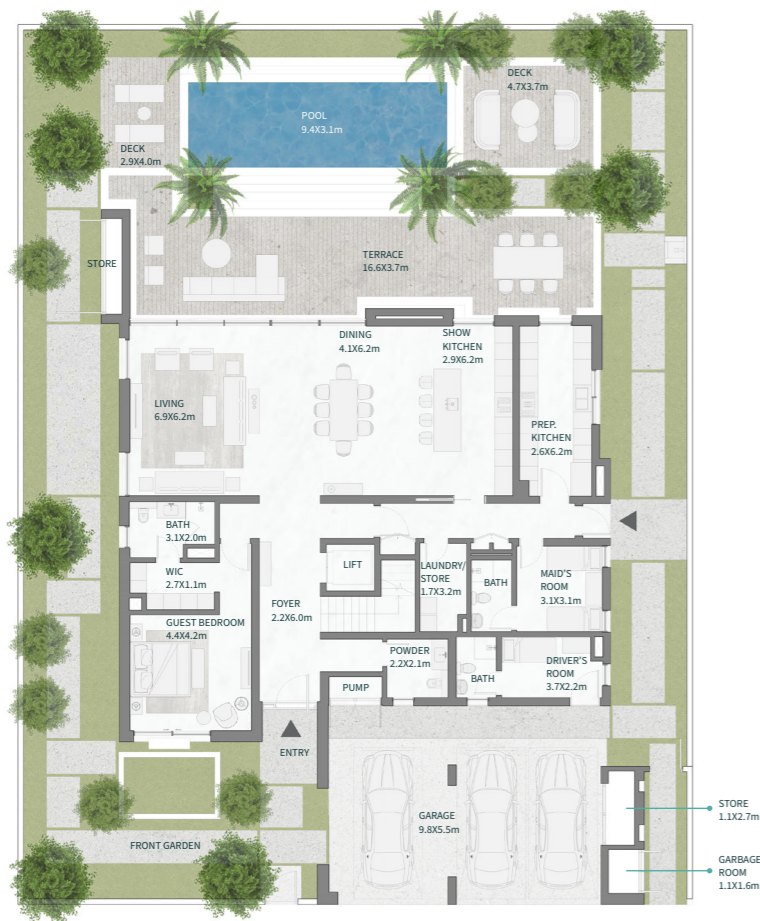 DECK
4.7X3.7m
POOL
9.4X3.1m
DECK
2.9X4.0m
TERRACE
16.6X3.7m
STORE
DINING
4.1X6.2m
SHOW
KITCHEN
2.9X6.2m
LIVING
6.9X6.2m
PREP.
KITCHEN
2.6X6.2m
BATH
3.1X2.0m
WIC
2.7X1.1m
LIFT
LAUNDRY/
STORE
1.7X3.2m
BATH
MAID'S
ROOM
3.1X3.1m
FOYER
2.2X6.0m
GUEST BEDROOM
4.4X4.2m
POWDER
2.2X2.1m
DRIVER'S
ROOM
3.7X2.2m
BATH
PUMP
ENTRY
GARAGE
9.8X5.5m
STORE
1.1X2.7m
FRONT GARDEN
GARBAGE
ROOM
1.1X1.6m